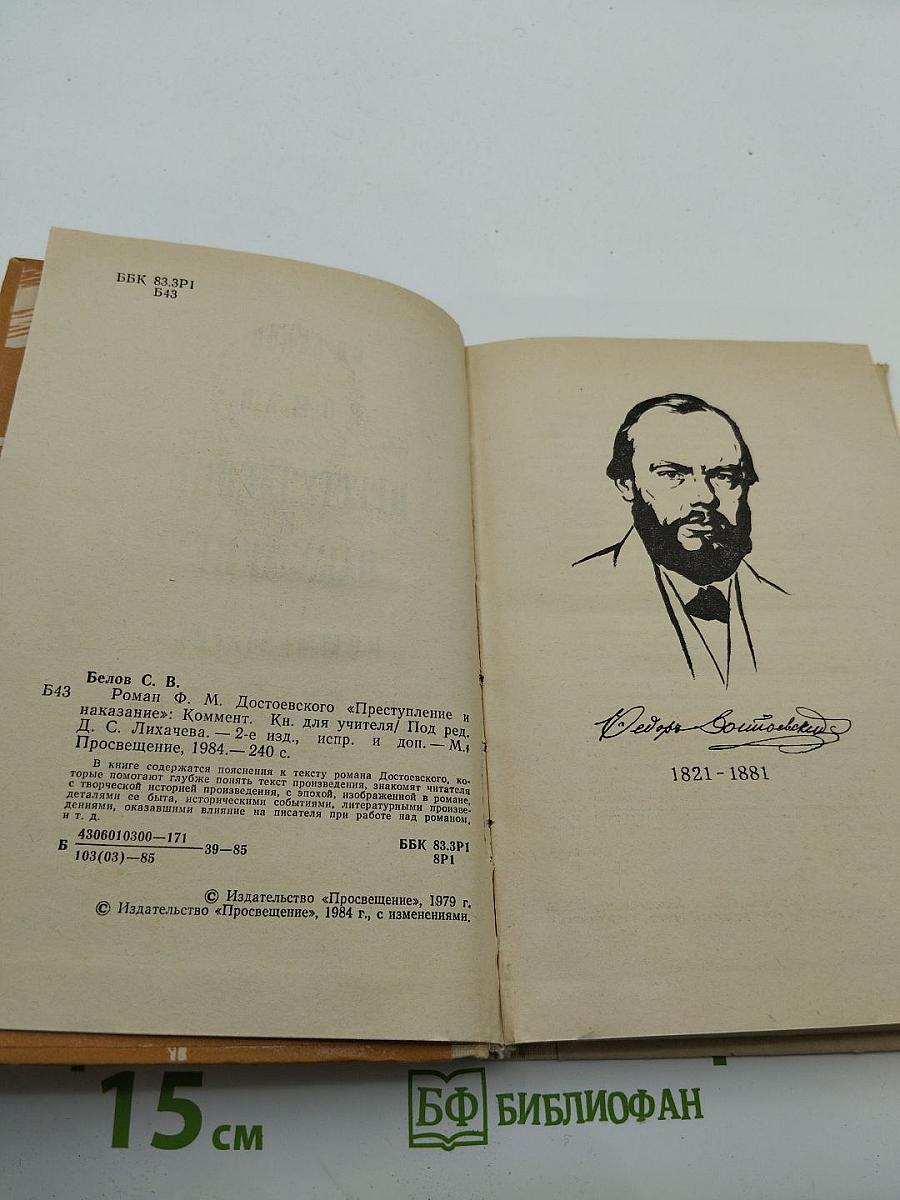 ББК 83.3Р1
Б43
Белов С. В.
Б43 Роман Ф. М. Достоевского «Преступление и
наказание»: Коммент. Кн. для учителя/ Под ред.
Д. С. Лихачева. — 2-е изд., испр. и доп. — М.:
Просвещение, 1984.— 240 с.
В книге содержатся пояснения к тексту романа Достоевского, ко-
торые помогают глубже понять текст произведения, знакомят читателя
с творческой историей произведения, с эпохой, изображенной в романе,
деталями се быта, историческими событиями, литературными произве-
дениями, оказавшими влияние на писателя при работе над романом,
и т. д.
Б 4306010300—171
103(03)—85
—39—85
ББК 83.3Р1
8Р1
© Издательство «Просвещение», 1979 г.
© Издательство «Просвещение», 1984 г., с изменениями.
Федоръ Достоевский
1821-1881
15 см
БФ БИБЛИОФАН